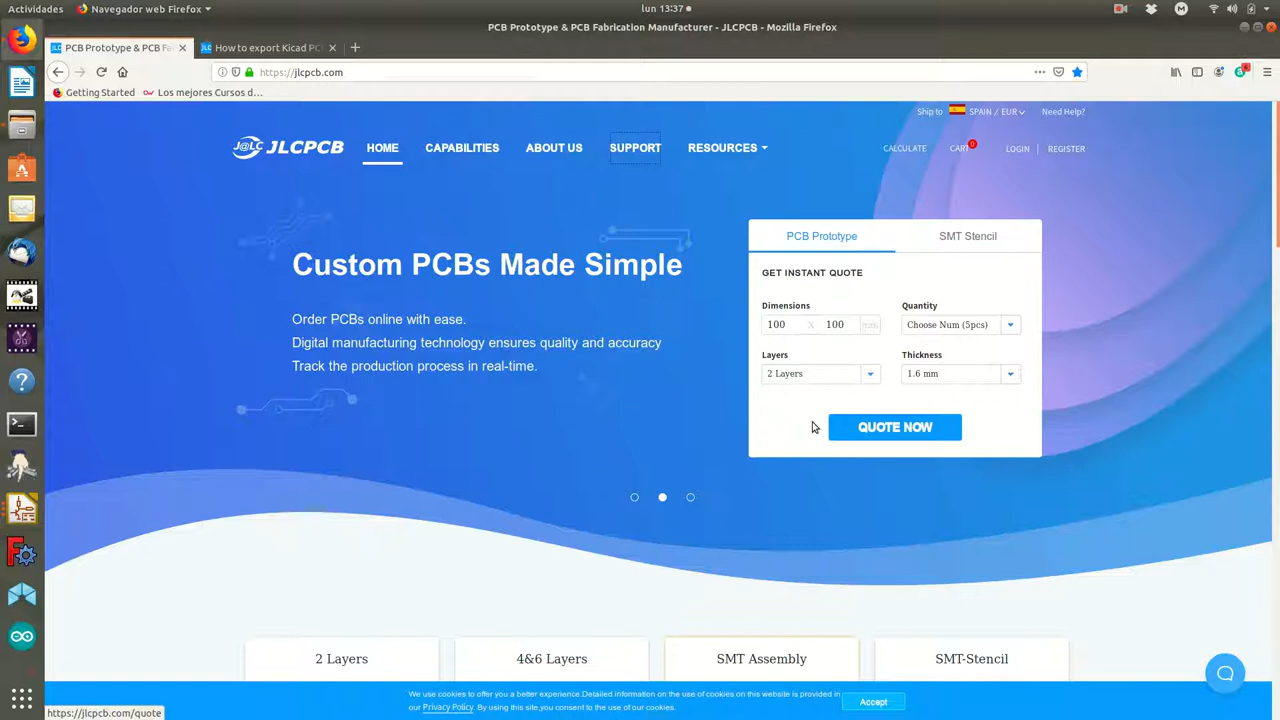 Actividades
Navegador web Firefox
lun 13:37
PCB Prototype & PCB Fabrication Manufacturer - JLCPCB - Mozilla Firefox
PCB Prototype & PCB Fa
How to export Kicad PC
https://jlcpcb.com
Getting Started
Los mejores Cursos d…
Ship to SPAIN / EUR Need Help?
J@LC JLCPCB
HOME CAPABILITIES ABOUT US SUPPORT RESOURCES
CALCULATE CART 0 LOGIN | REGISTER
PCB Prototype SMT Stencil
Custom PCBs Made Simple
Order PCBs online with ease.
Digital manufacturing technology ensures quality and accuracy
Track the production process in real-time.
GET INSTANT QUOTE
Dimensions Quantity
100 X 100 mm Choose Num (5pcs)
Layers Thickness
2 Layers 1.6 mm
QUOTE NOW
2 Layers 4&6 Layers SMT Assembly SMT-Stencil
We use cookies to offer you a better experience.Detailed information on the use of cookies on this website is provided in
our Privacy Policy. By using this site,you consent to the use of our cookies.
Accept
https://jlcpcb.com/quote